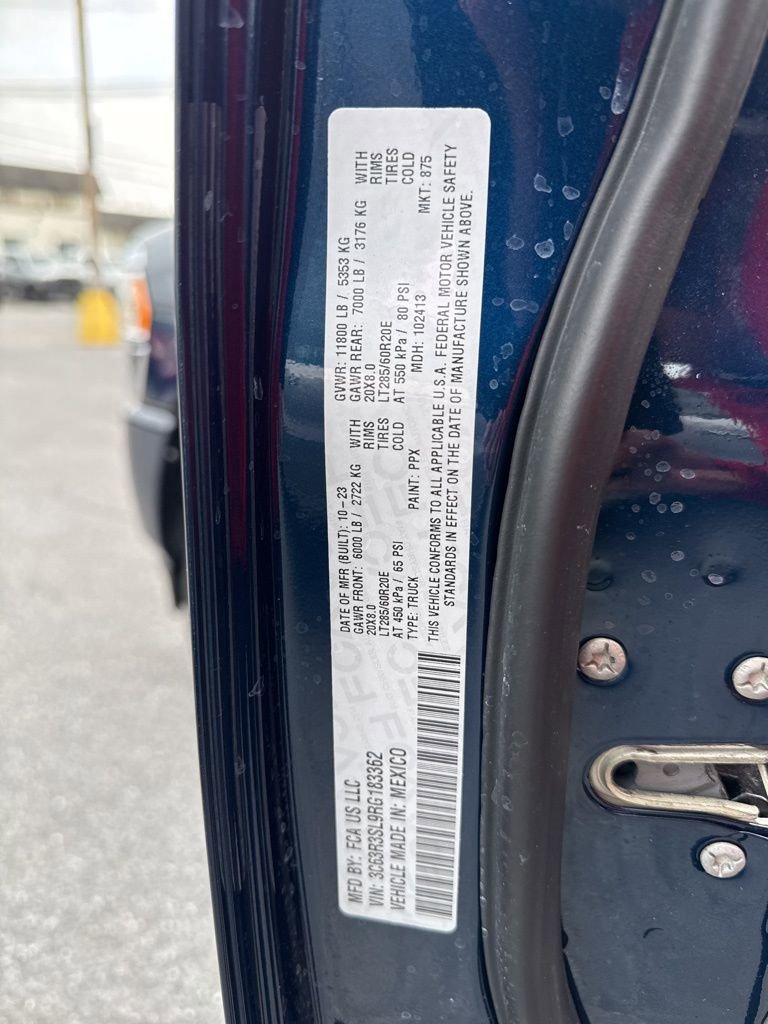 MFD BY: FCA US LLC
VIN: 3C63R3SL9RG183362
VEHICLE MADE IN: MEXICO
DATE OF MFR (BUILT): 10-23 GVWR: 11800 LB / 5353 KG
GAWR FRONT: 6000 LB / 2722 KG WITH GAWR REAR: 7000 LB / 3176 KG WITH
20X8.0 RIMS 20X8.0 RIMS
LT285/60R20E TIRES LT285/60R20E TIRES
AT 450 kPa / 65 PSI COLD AT 550 kPa / 80 PSI COLD
TYPE: TRUCK PAINT: PPX MDH: 102413 MKT: 875
THIS VEHICLE CONFORMS TO ALL APPLICABLE U.S.A. FEDERAL MOTOR VEHICLE SAFETY
STANDARDS IN EFFECT ON THE DATE OF MANUFACTURE SHOWN ABOVE.